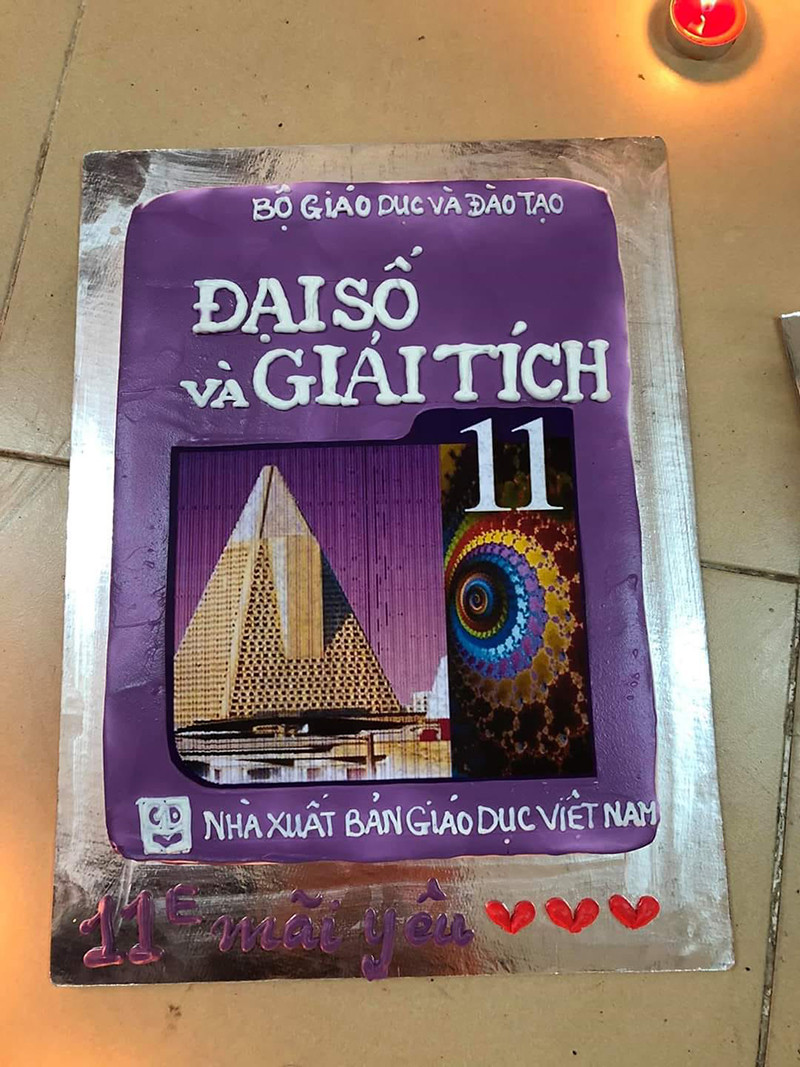 BỘ GIÁO DỤC VÀ ĐÀO TẠO
ĐẠI SỐ
VÀ GIẢI TÍCH
11
GD
NHÀ XUẤT BẢN GIÁO DỤC VIỆT NAM
11E mãi yêu